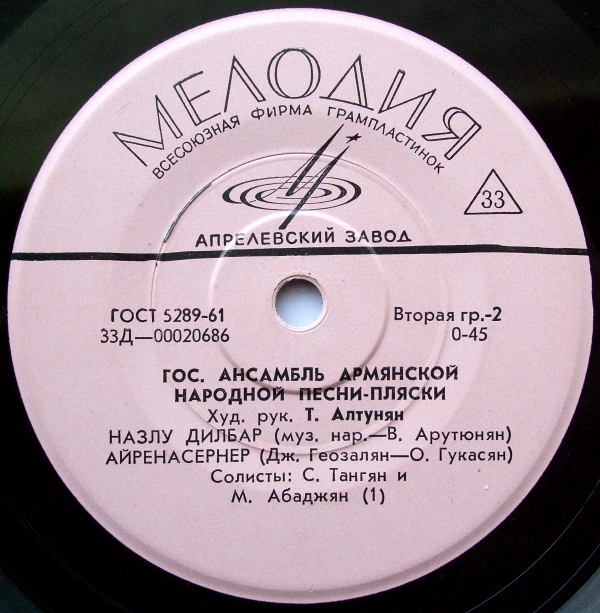 МЕЛОДИЯ
ВСЕСОЮЗНАЯ ФИРМА ГРАМПЛАСТИНОК
33
АПРЕЛЕВСКИЙ ЗАВОД
ГОСТ 5289-61
33Д—00020686
Вторая гр.-2
0-45
ГОС. АНСАМБЛЬ АРМЯНСКОЙ
НАРОДНОЙ ПЕСНИ-ПЛЯСКИ
Худ. рук. Т. Алтунян
НАЗЛУ ДИЛБАР (муз. нар.—В. Арутюнян)
АЙРЕНАСЕРНЕР (Дж. Геозалян—О. Гукасян)
Солисты: С. Тангян и
М. Абаджян (1)